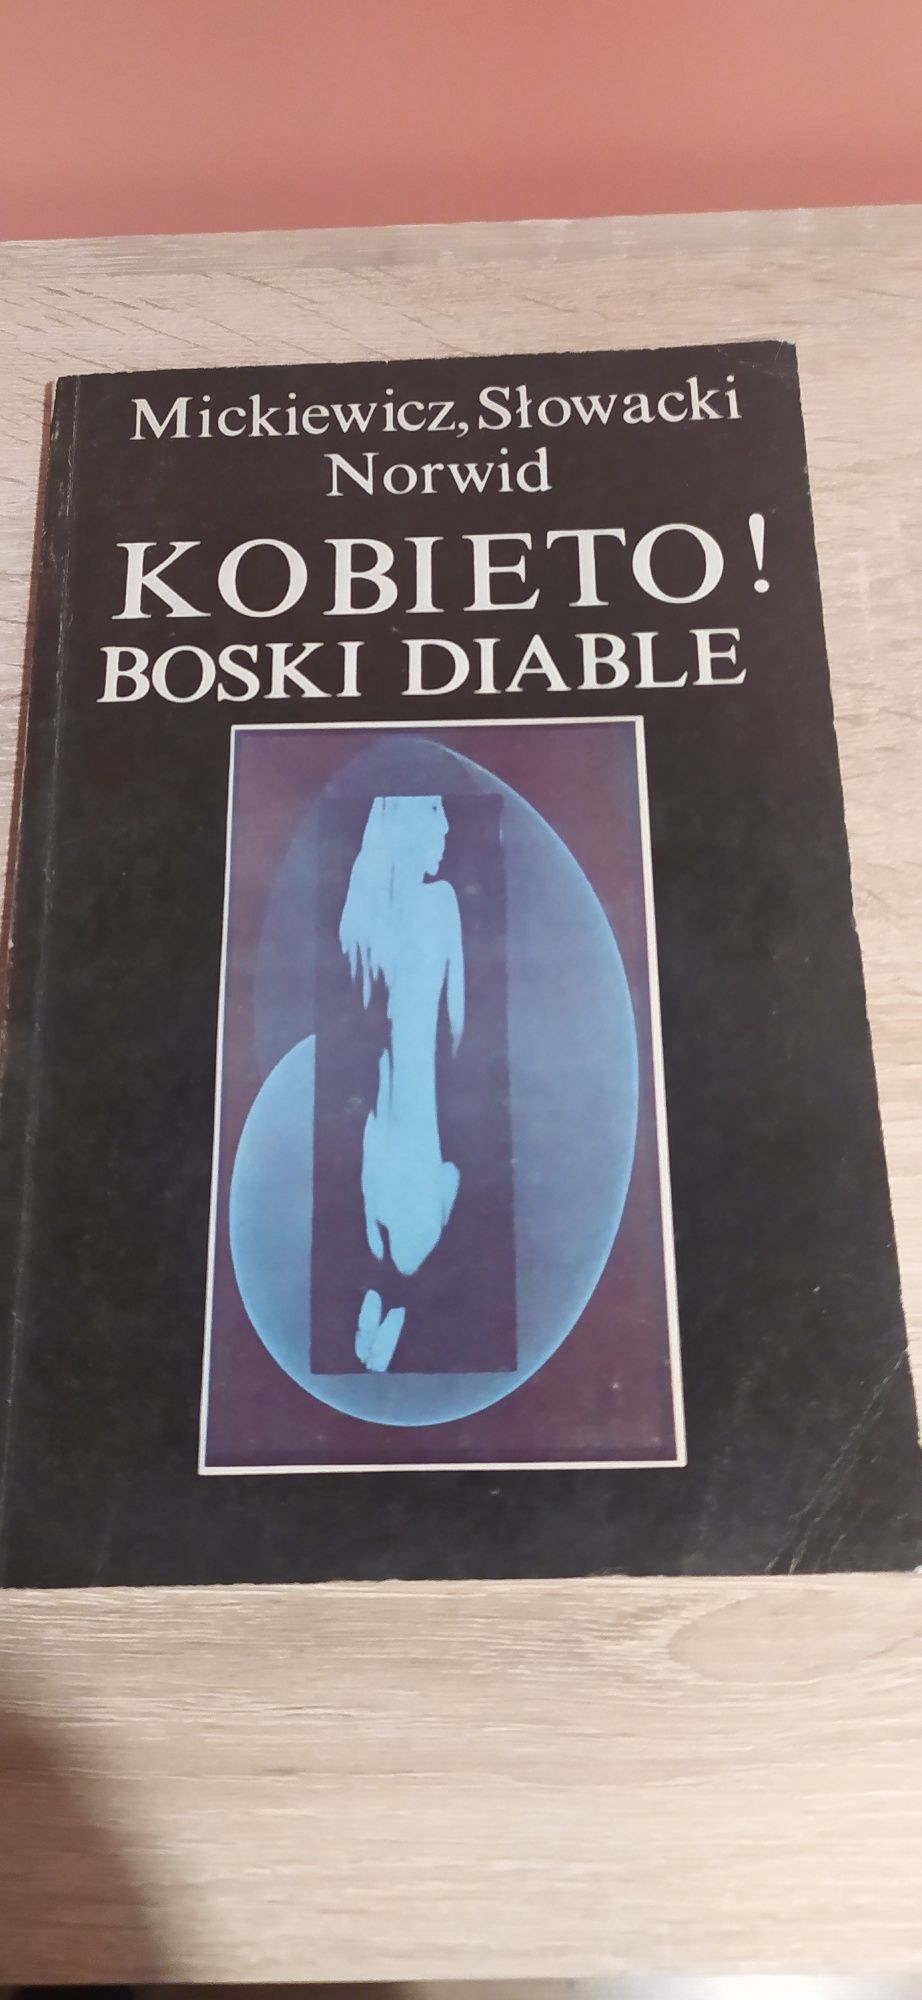 Mickiewicz, Słowacki
Norwid
KOBIETO!
BOSKI DIABLE